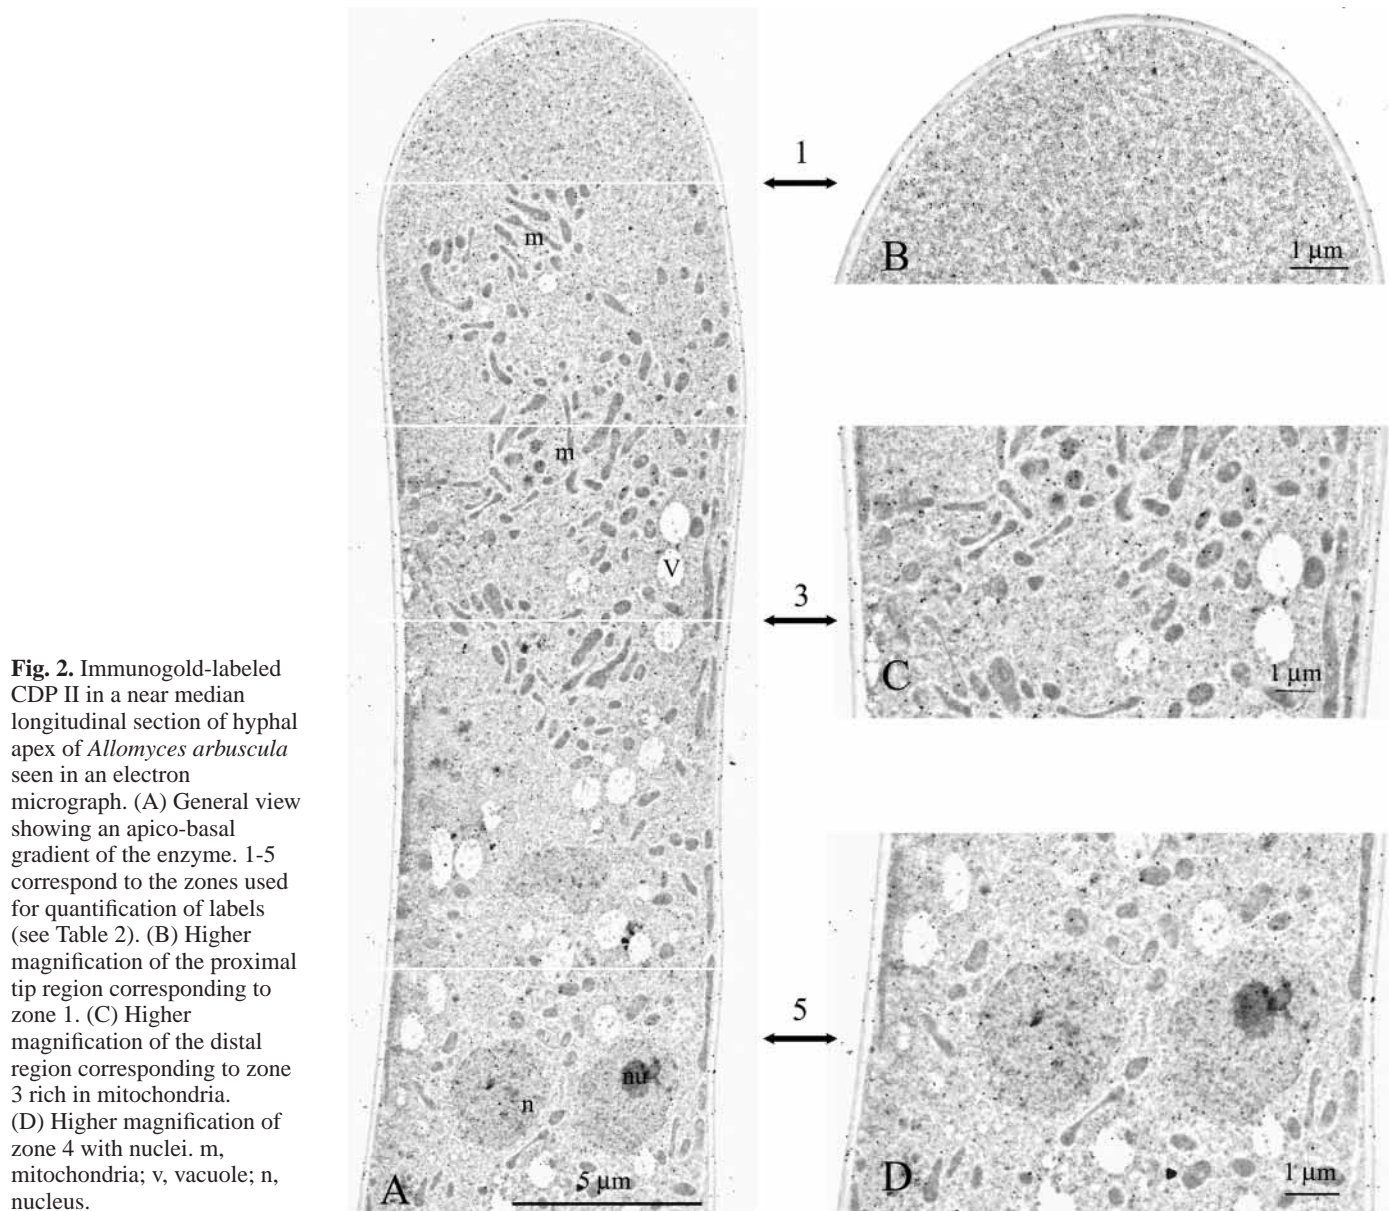 Fig. 2. Immunogold-labeled
CDP II in a near median
longitudinal section of hyphal
apex of Allomyces arbuscula
seen in an electron
micrograph. (A) General view
showing an apico-basal
gradient of the enzyme. 1-5
correspond to the zones used
for quantification of labels
(see Table 2). (B) Higher
magnification of the proximal
tip region corresponding to
zone 1. (C) Higher
magnification of the distal
region corresponding to zone
3 rich in mitochondria.
(D) Higher magnification of
zone 4 with nuclei. m,
mitochondria; v, vacuole; n,
nucleus.
m
m
V
n
nu
A
5 µm
1
3
5
B
1 µm
C
1 µm
D
1 µm